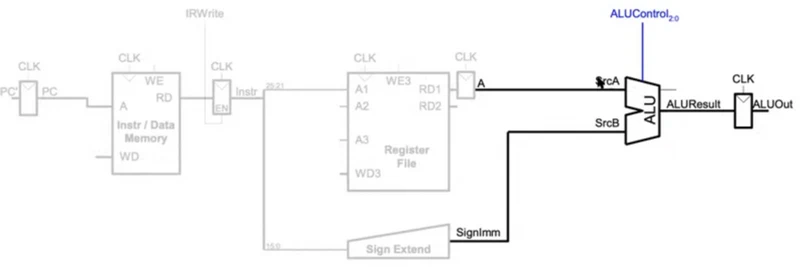 IRWrite
ALUControl2:0
CLK
CLK
CLK
CLK
CLK
CLK
PC'
PC
WE
A
RD
Instr / Data
Memory
WD
EN
Instr
25:21
A1
A2
A3
WD3
WE3
RD1
RD2
Register
File
A
SrcA
SrcB
ALU
ALUResult
ALUOut
15:0
Sign Extend
SignImm